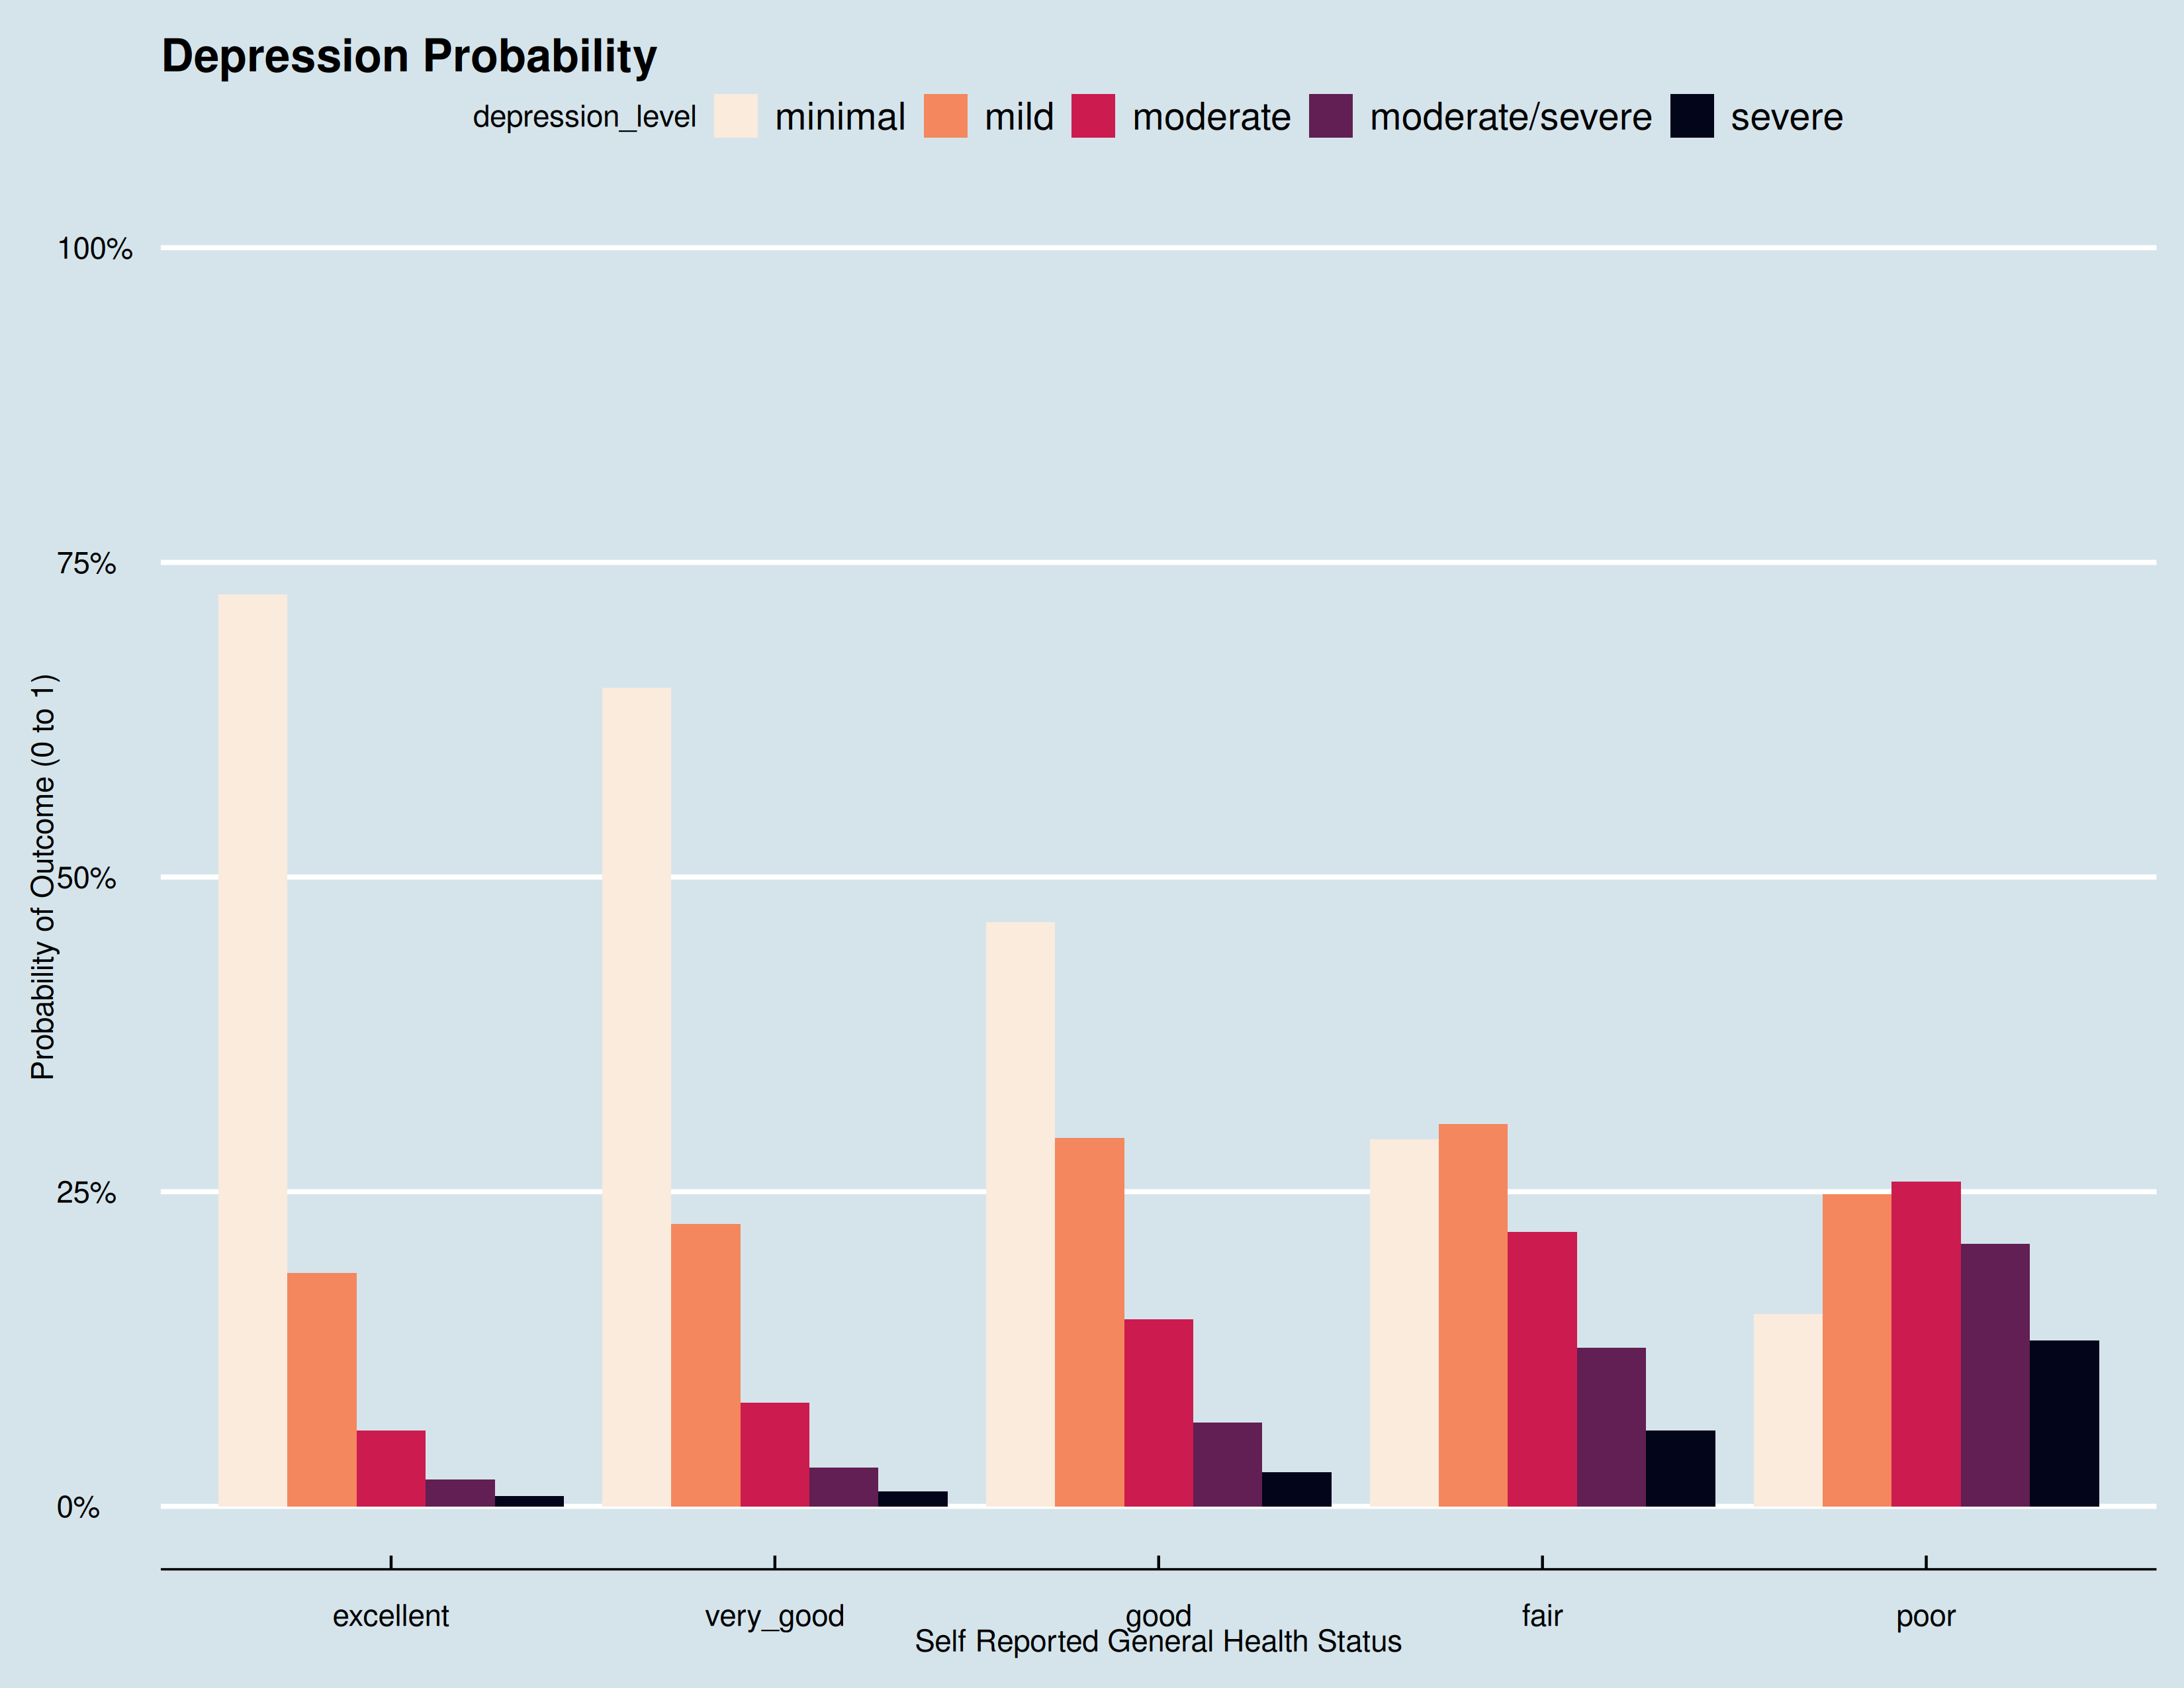 Depression Probability
depression_level minimal mild moderate moderate/severe severe
100%
75%
50%
25%
0%
Probability of Outcome (0 to 1)
excellent very_good good fair poor
Self Reported General Health Status